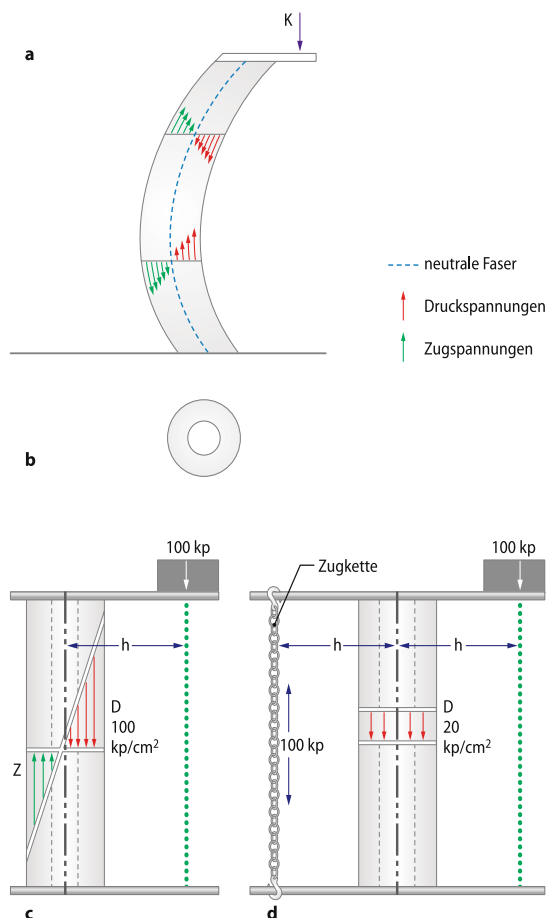 K
a
neutrale Faser
Druckspannungen
Zugspannungen
b
100 kp
h
D
100
kp/cm²
Z
c
100 kp
Zugkette
h
h
D
20
kp/cm²
100 kp
d